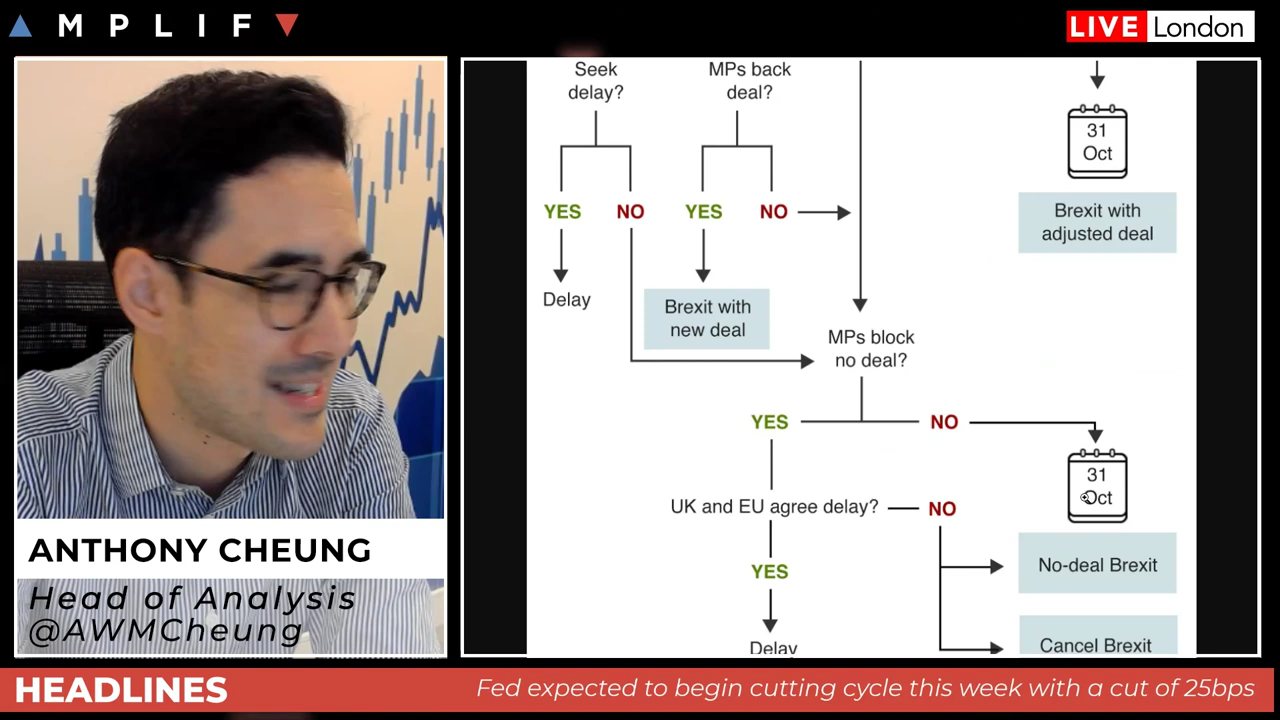 AMPLIFY
LIVE London
Seek
delay?
MPs back
deal?
31
Oct
YES
NO
YES
NO
Brexit with
adjusted deal
Delay
Brexit with
new deal
MPs block
no deal?
YES
NO
31
Oct
UK and EU agree delay?
NO
No-deal Brexit
YES
Delay
Cancel Brexit
ANTHONY CHEUNG
Head of Analysis
@AWMCheung
HEADLINES
Fed expected to begin cutting cycle this week with a cut of 25bps